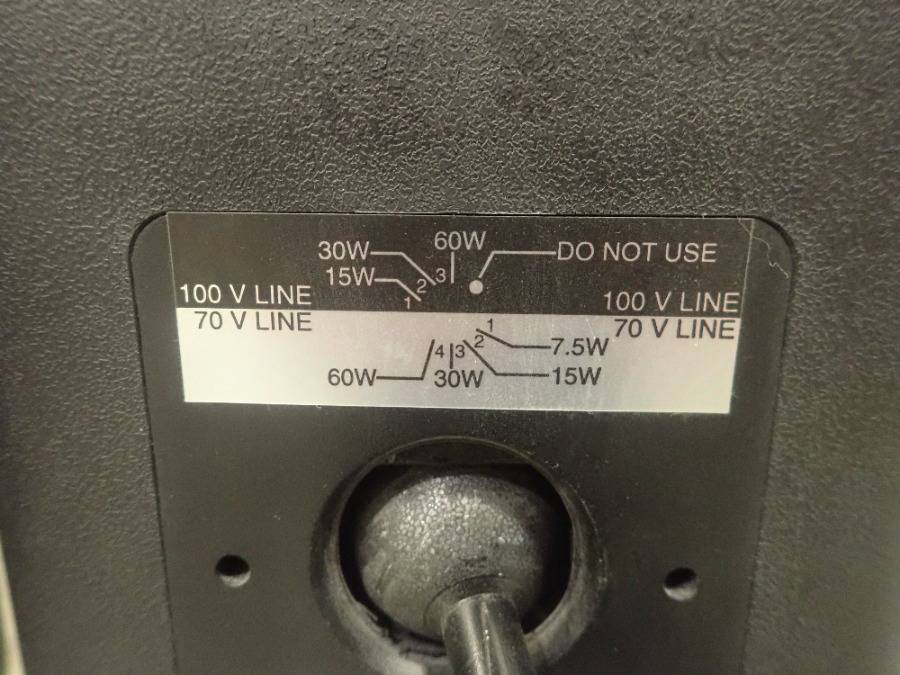 60W
30W
DO NOT USE
15W
3
2
1
100 V LINE 100 V LINE
70 V LINE 70 V LINE
1
2
3
4
7.5W
60W 30W 15W